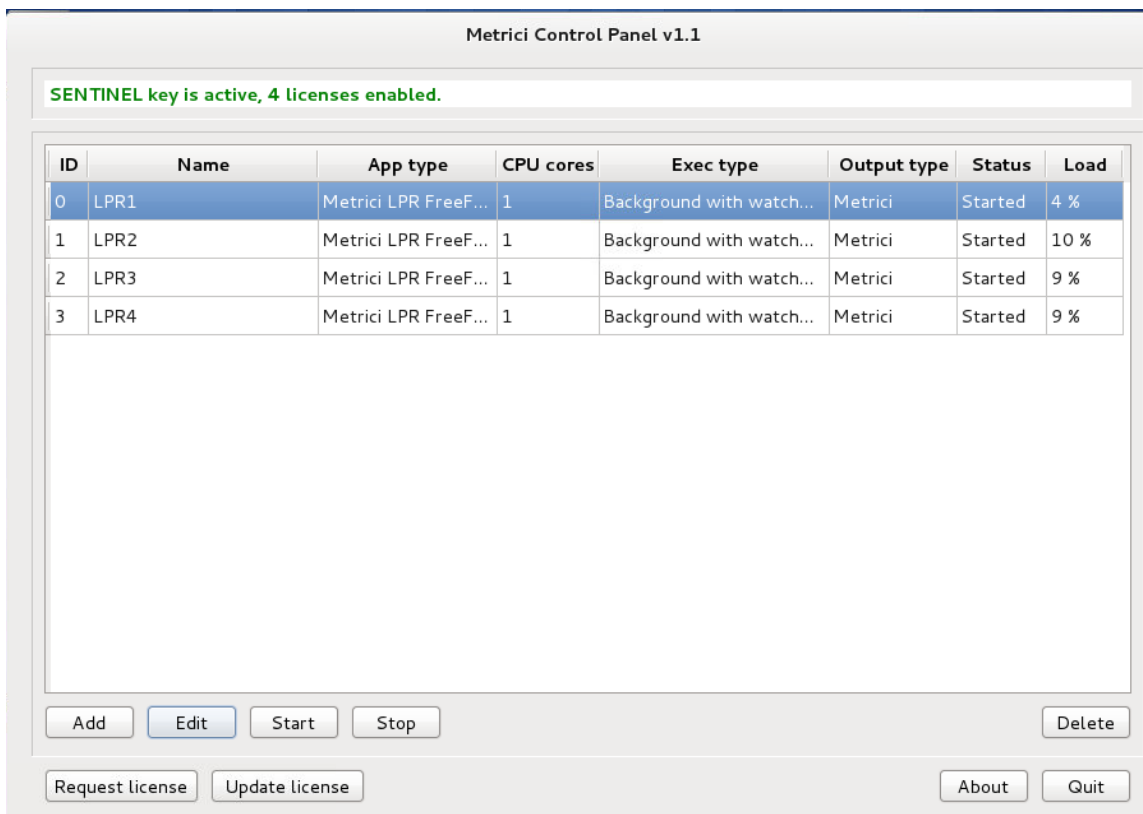 Metrici Control Panel v1.1
SENTINEL key is active, 4 licenses enabled.
ID Name App type CPU cores Exec type Output type Status Load
0 LPR1 Metrici LPR FreeF... 1 Background with watch... Metrici Started 4 %
1 LPR2 Metrici LPR FreeF... 1 Background with watch... Metrici Started 10 %
2 LPR3 Metrici LPR FreeF... 1 Background with watch... Metrici Started 9 %
3 LPR4 Metrici LPR FreeF... 1 Background with watch... Metrici Started 9 %
Add Edit Start Stop Delete
Request license Update license About Quit